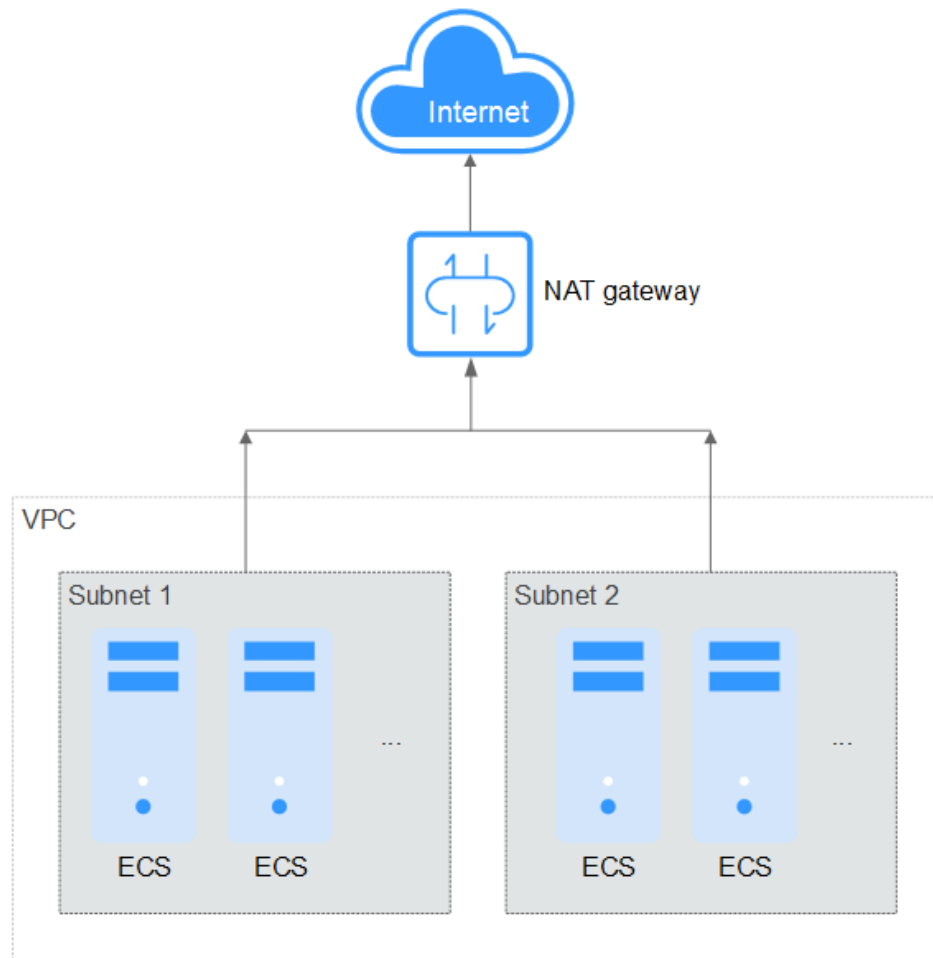 Internet
NAT gateway
VPC
Subnet 1
Subnet 2
...
...
ECS
ECS
ECS
ECS